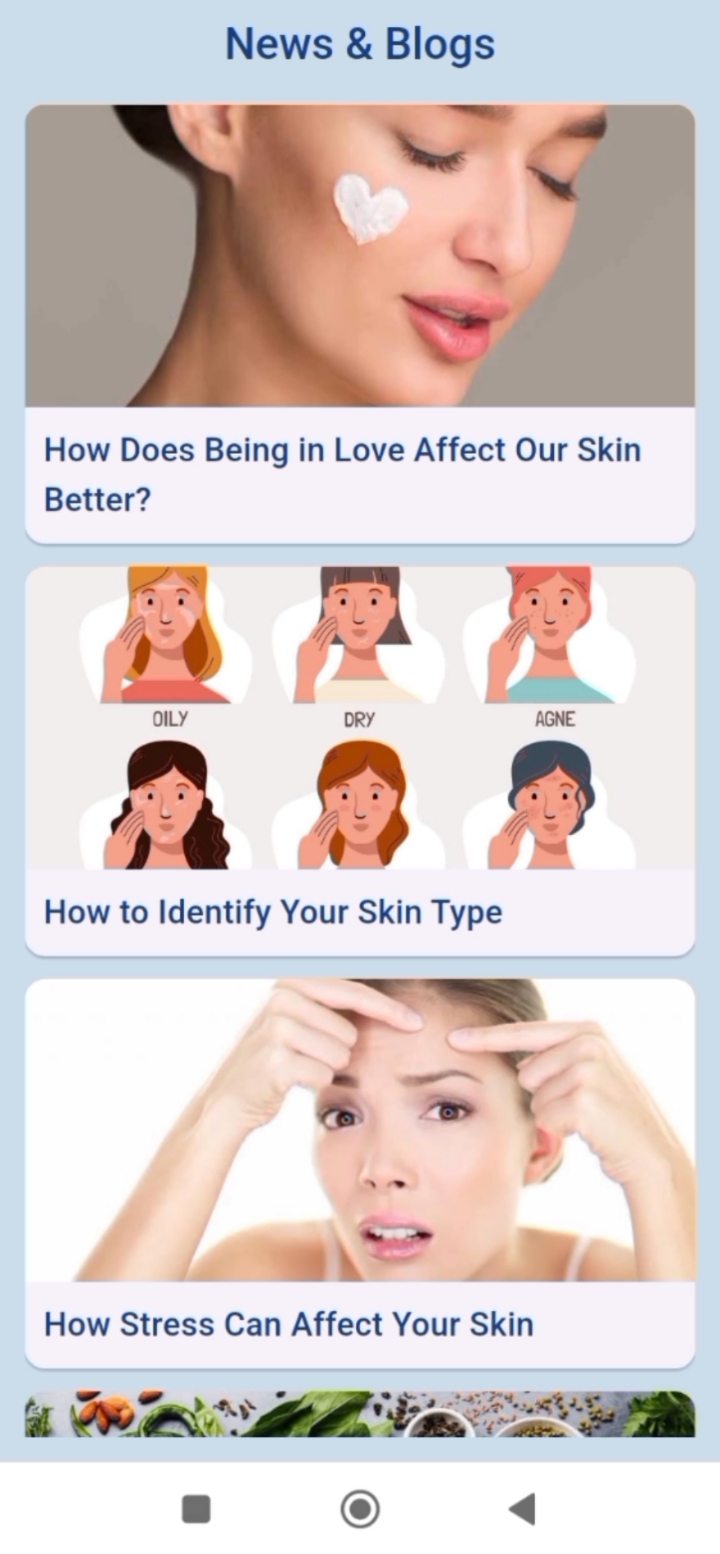 News & Blogs
How Does Being in Love Affect Our Skin
Better?
OILY DRY AGNE
How to Identify Your Skin Type
How Stress Can Affect Your Skin